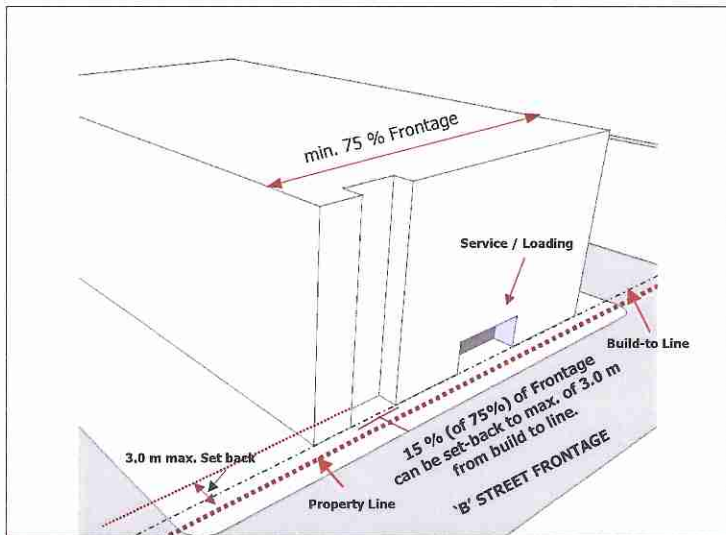 min. 75 % Frontage
Service / Loading
Build-to Line
15 % (of 75%) of Frontage
can be set-back to max. of 3.0 m
from build to line.
3.0 m max. Set back
Property Line
'B' STREET FRONTAGE